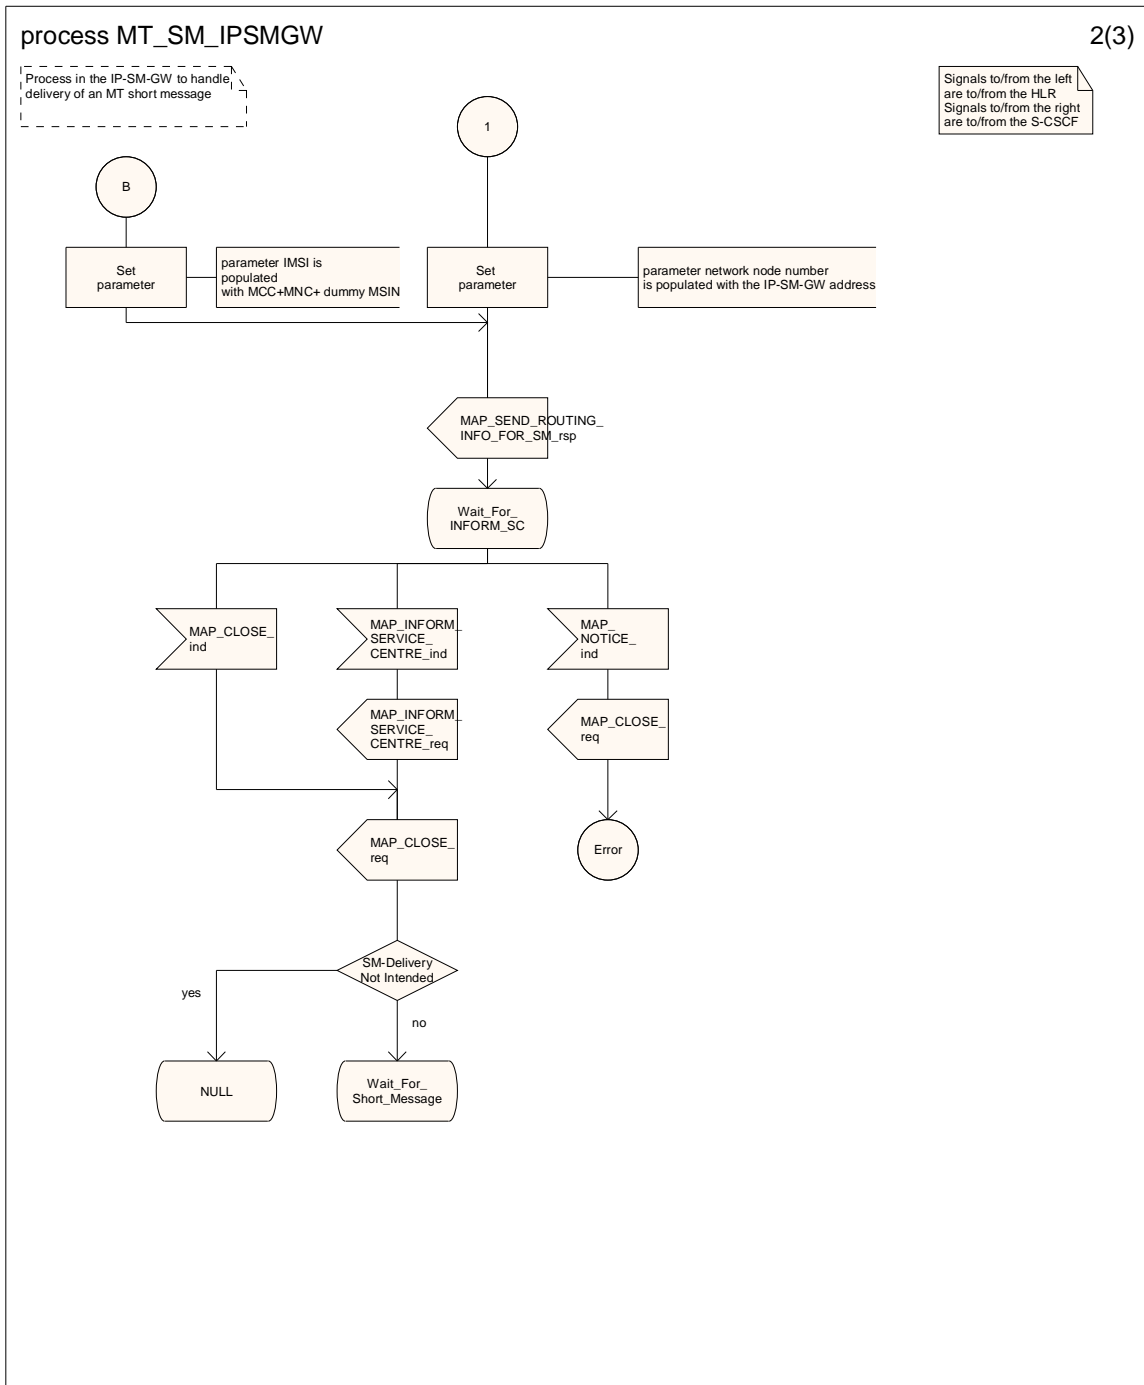 process MT_SM_IPSMGW
2(3)
Process in the IP-SM-GW to handle
delivery of an MT short message
Signals to/from the left
are to/from the HLR
Signals to/from the right
are to/from the S-CSCF
1
B
Set
parameter
parameter IMSI is
populated
with MCC+MNC+ dummy MSIN
Set
parameter
parameter network node number
is populated with the IP-SM-GW address
MAP_SEND_ROUTING_
INFO_FOR_SM_rsp
Wait_For_
INFORM_SC
MAP_CLOSE_
ind
MAP_INFORM_
SERVICE_
CENTRE_ind
MAP_
NOTICE_
ind
MAP_INFORM_
SERVICE_
CENTRE_req
MAP_CLOSE_
req
MAP_CLOSE_
req
Error
SM-Delivery
Not Intended
yes
no
NULL
Wait_For_
Short_Message